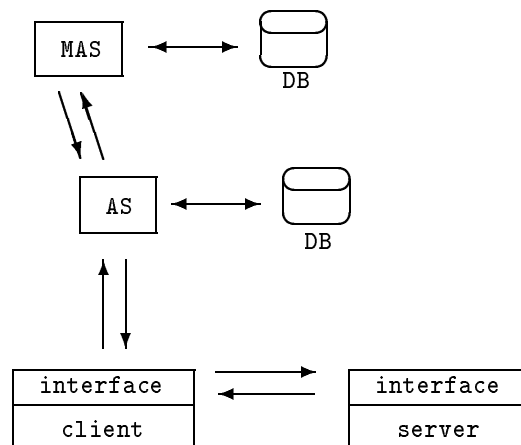 MAS
DB
AS
DB
interface
interface
client
server